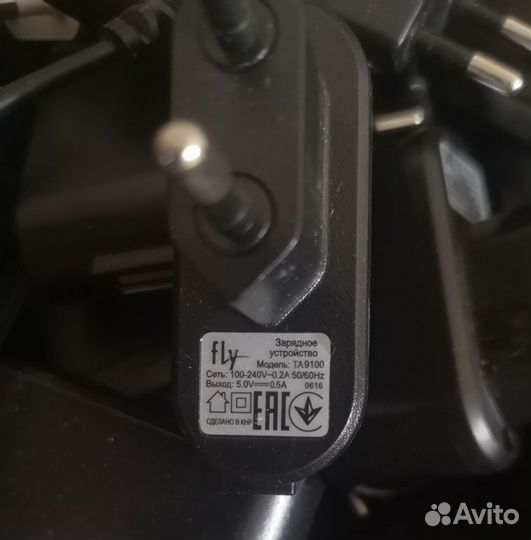 fly
Зарядное
устройство
Модель: TA9100
Сеть: 100-240V~0.2A 50/60Hz
Выход: 5.0V⎓0.5A 0616
СДЕЛАНО В КНР
EAC
Avito